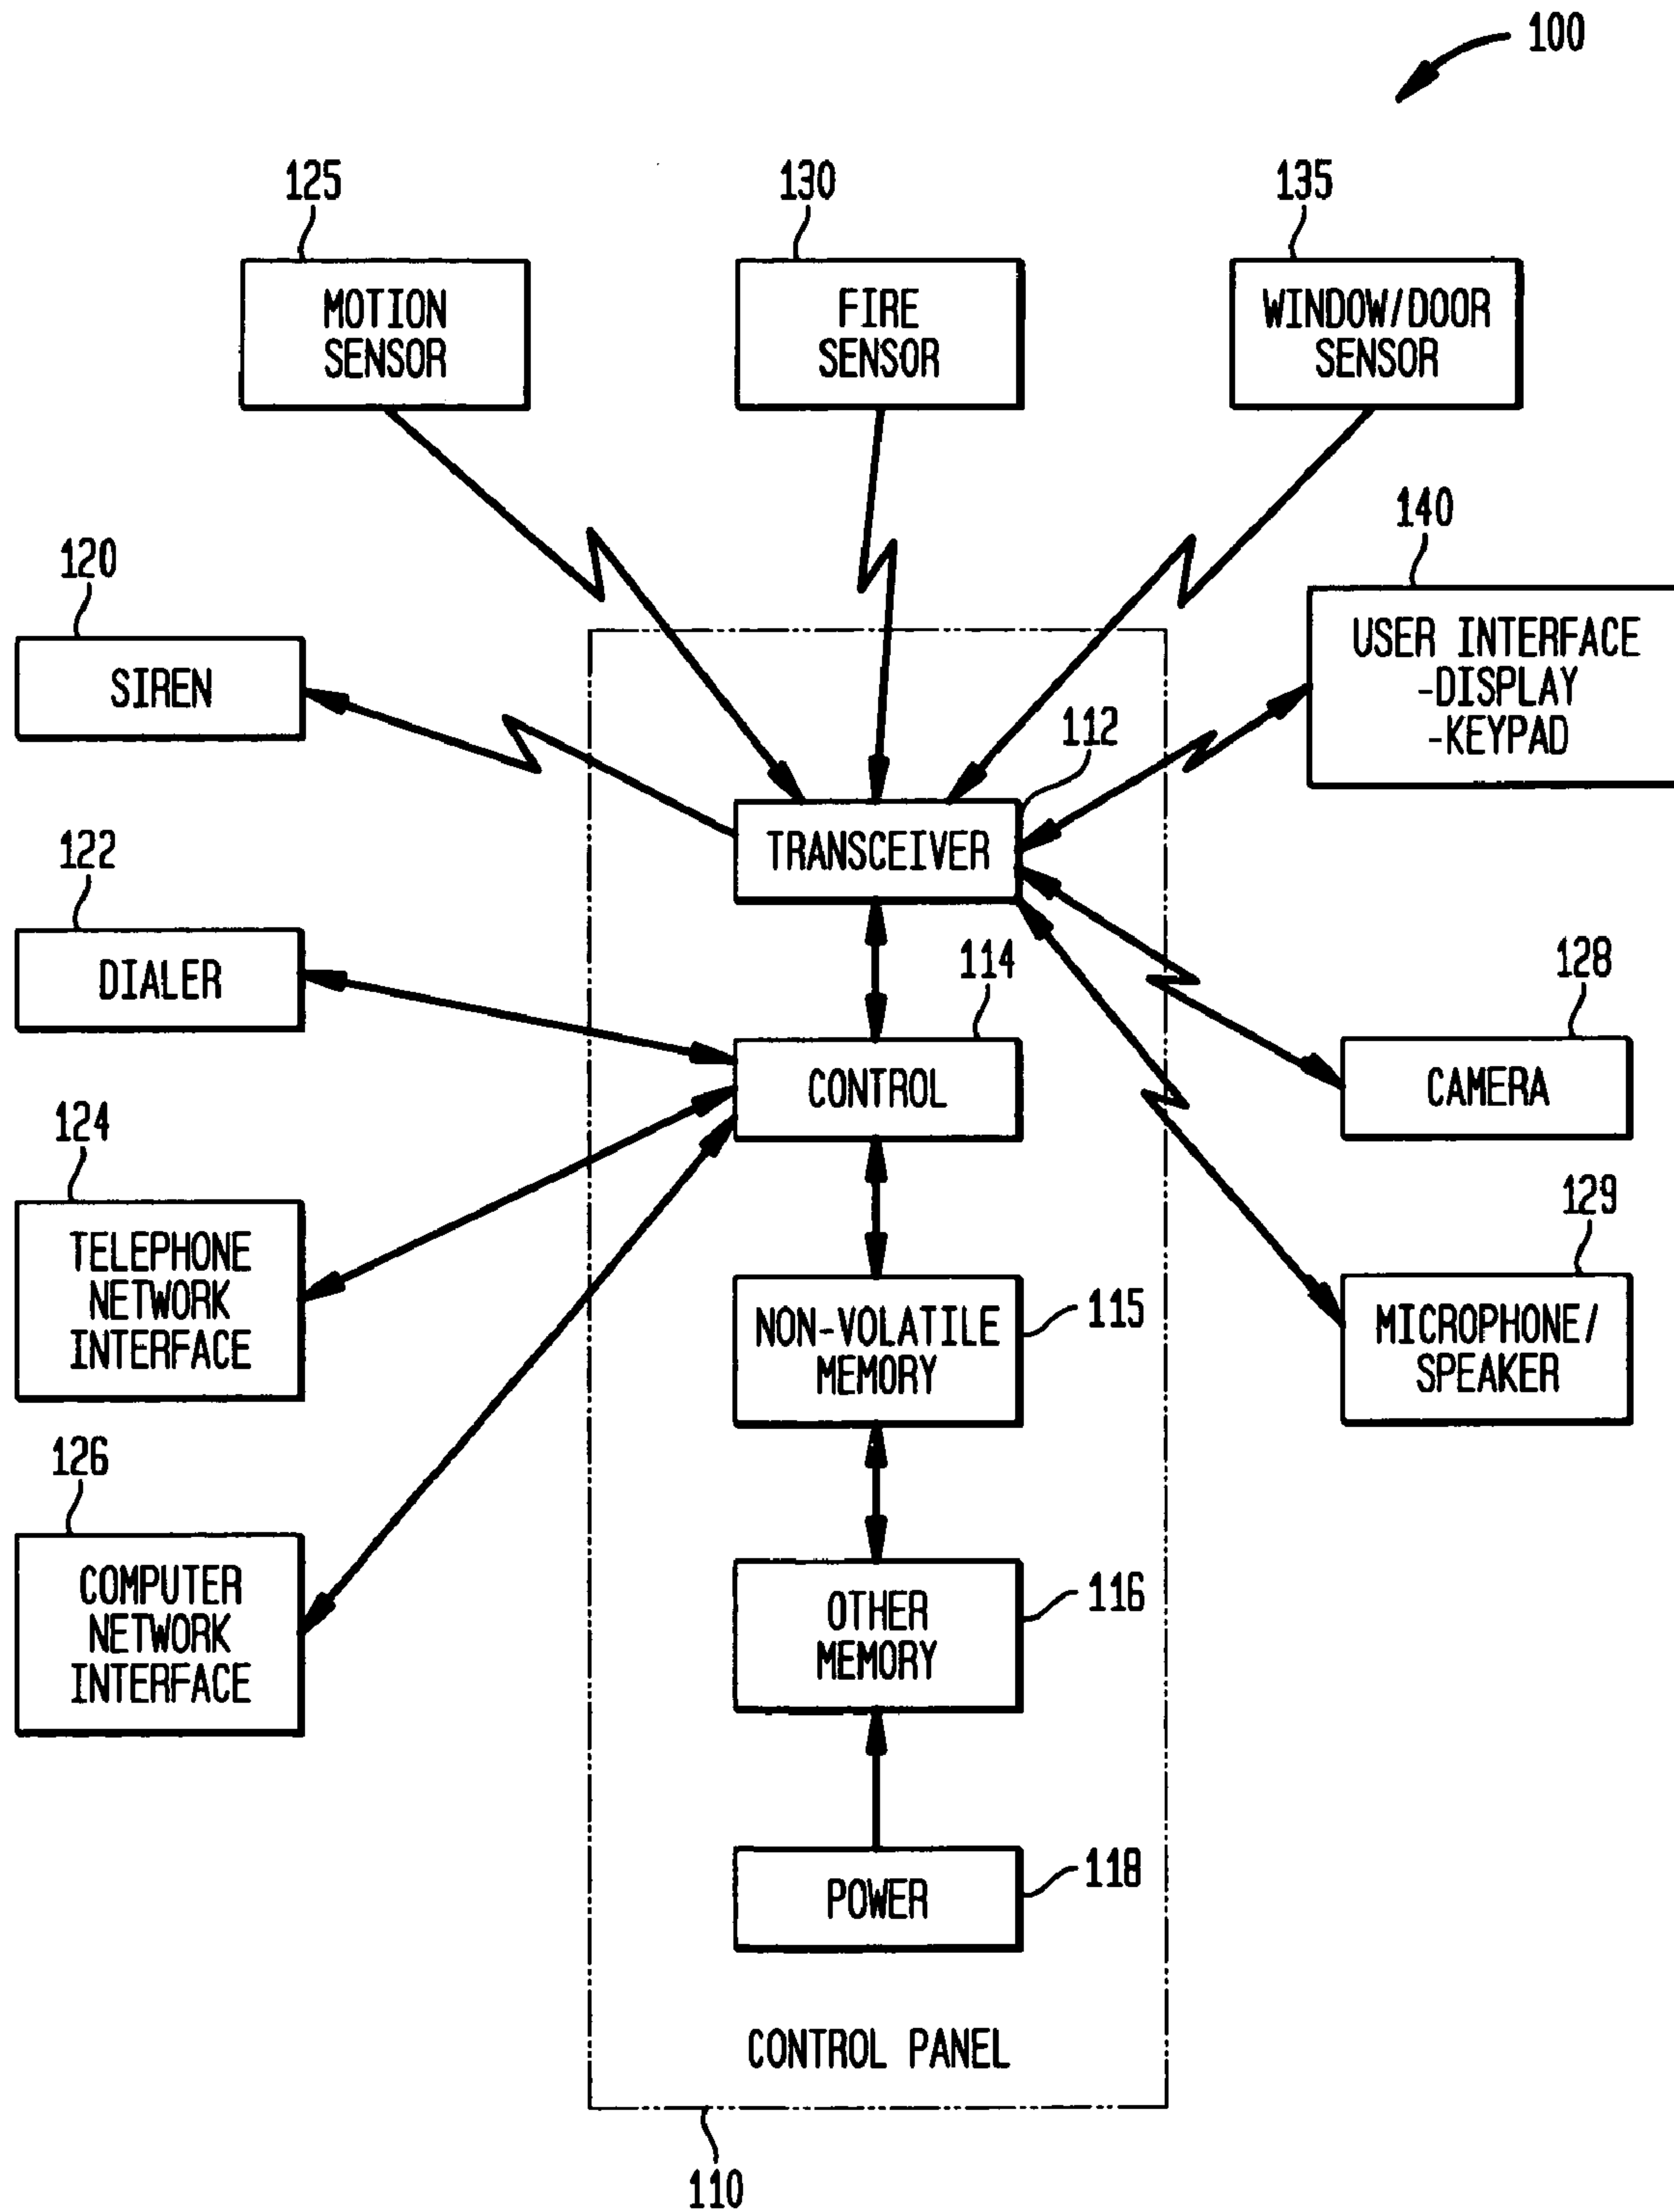 100
125
130
135
MOTION
SENSOR
FIRE
SENSOR
WINDOW/DOOR
SENSOR
120
SIREN
140
USER INTERFACE
-DISPLAY
-KEYPAD
112
TRANSCEIVER
122
DIALER
114
CONTROL
128
CAMERA
124
TELEPHONE
NETWORK
INTERFACE
115
NON-VOLATILE
MEMORY
129
MICROPHONE/
SPEAKER
126
COMPUTER
NETWORK
INTERFACE
116
OTHER
MEMORY
118
POWER
CONTROL PANEL
110